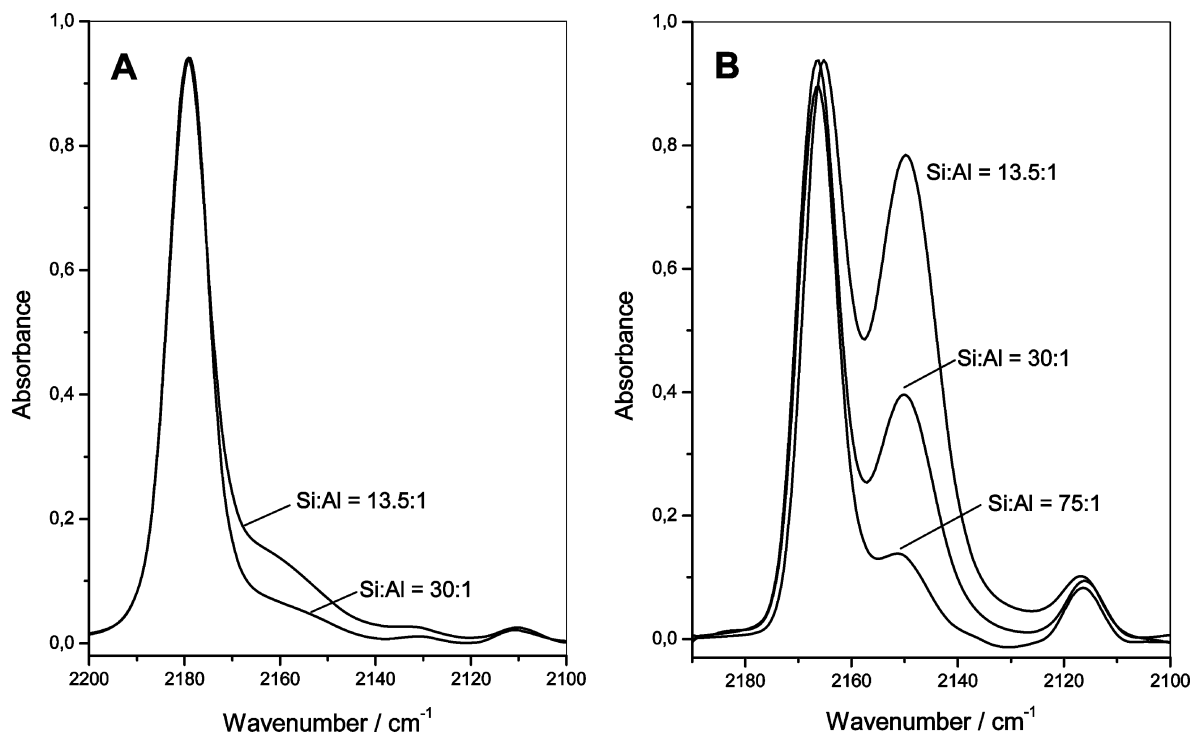 A
1,0
0,8
0,6
0,4
0,2
0,0
Absorbance
Si:Al = 13.5:1
Si:Al = 30:1
2200 2180 2160 2140 2120 2100
Wavenumber / cm-1
B
1,0
0,8
0,6
0,4
0,2
0,0
Absorbance
Si:Al = 13.5:1
Si:Al = 30:1
Si:Al = 75:1
2180 2160 2140 2120 2100
Wavenumber / cm-1